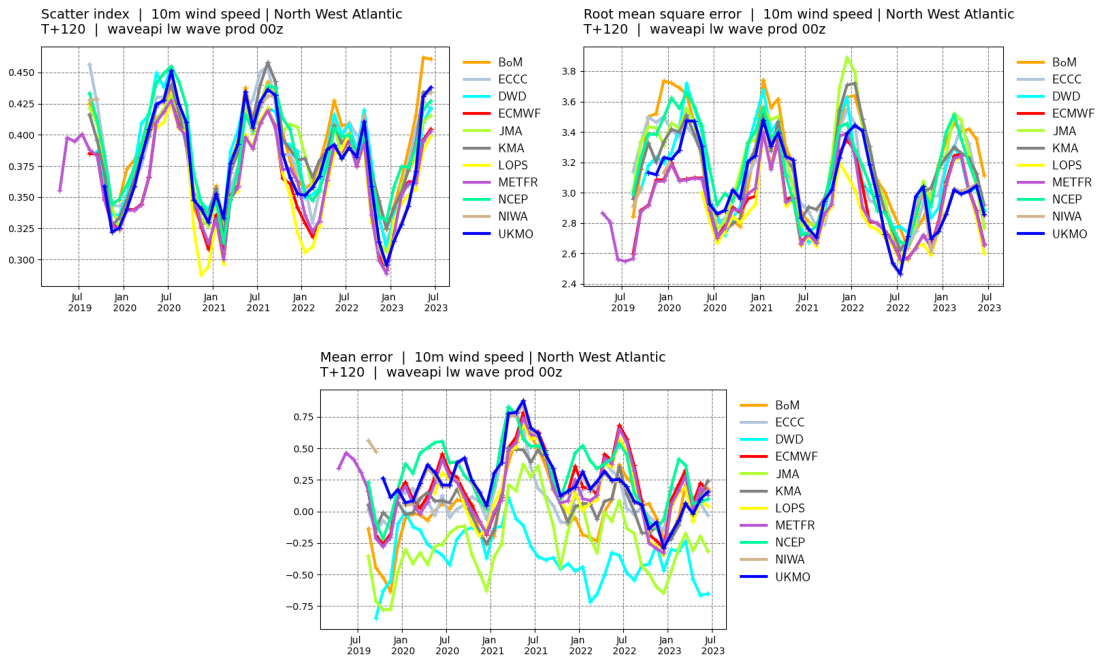 Scatter index | 10m wind speed | North West Atlantic
T+120 | waveapi lw wave prod 00z
0.450
0.425
0.400
0.375
0.350
0.325
0.300
Jul 2019
Jan 2020
Jul 2020
Jan 2021
Jul 2021
Jan 2022
Jul 2022
Jan 2023
Jul 2023
BoM
ECCC
DWD
ECMWF
JMA
KMA
LOPS
METFR
NCEP
NIWA
UKMO
Root mean square error | 10m wind speed | North West Atlantic
T+120 | waveapi lw wave prod 00z
3.8
3.6
3.4
3.2
3.0
2.8
2.6
2.4
Jul 2019
Jan 2020
Jul 2020
Jan 2021
Jul 2021
Jan 2022
Jul 2022
Jan 2023
Jul 2023
BoM
ECCC
DWD
ECMWF
JMA
KMA
LOPS
METFR
NCEP
NIWA
UKMO
Mean error | 10m wind speed | North West Atlantic
T+120 | waveapi lw wave prod 00z
0.75
0.50
0.25
0.00
−0.25
−0.50
−0.75
Jul 2019
Jan 2020
Jul 2020
Jan 2021
Jul 2021
Jan 2022
Jul 2022
Jan 2023
Jul 2023
BoM
ECCC
DWD
ECMWF
JMA
KMA
LOPS
METFR
NCEP
NIWA
UKMO